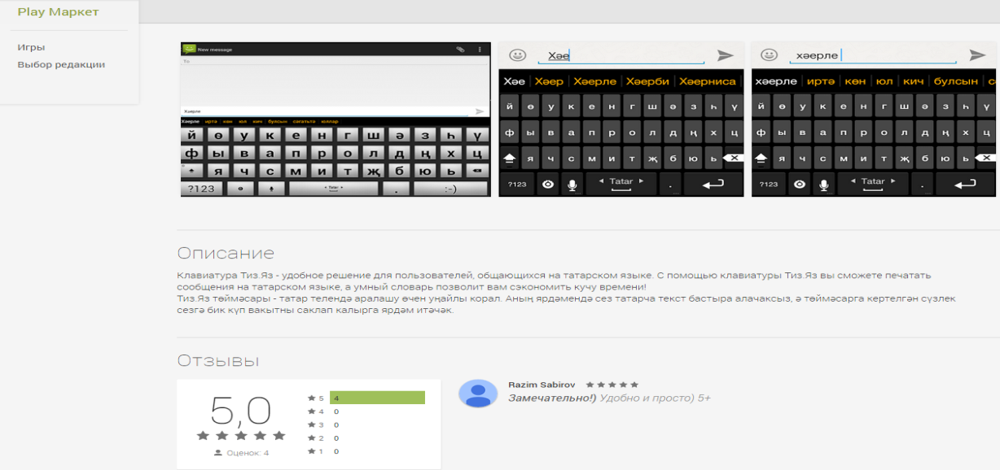 Play Маркет
Игры
Выбор редакции
New message
To
Хәерле
Хәерле иртә көн юл кич булсын сәгатьтә юллар
й ө у к е н г ш ә з һ ү
ф ы в а п р о л д ң х ц
я ч с м и т җ б ю ь
?123 Tatar . :-)
Хәе
Хәе Хәер Хәерле Хәерби Хәерниса
й ө у к е н г ш ә з һ ү
ф ы в а п р о л д ң х ц
я ч с м и т җ б ю ь
?123 Tatar .
хәерле
хәерле иртә көн юл кич булсын
й ө у к е н г ш ә з һ ү
ф ы в а п р о л д ң х ц
я ч с м и т җ б ю ь
?123 Tatar .
Описание
Клавиатура Тиз.Яз - удобное решение для пользователей, общающихся на татарском языке. С помощью клавиатуры Тиз.Яз вы сможете печатать
сообщения на татарском языке, а умный словарь позволит вам сэкономить кучу времени!
Тиз.Яз төймәсары - татар телендә аралашу өчен уңайлы корал. Аның ярдәмендә сез татарча текст бастыра алачаксыз, ә төймәсарга кертелгән сүзлек
сезгә бик күп вакытны саклап калырга ярдәм итәчәк.
Отзывы
5,0
Оценок: 4
5 4
4 0
3 0
2 0
1 0
Razim Sabirov
Замечательно!) Удобно и просто) 5+